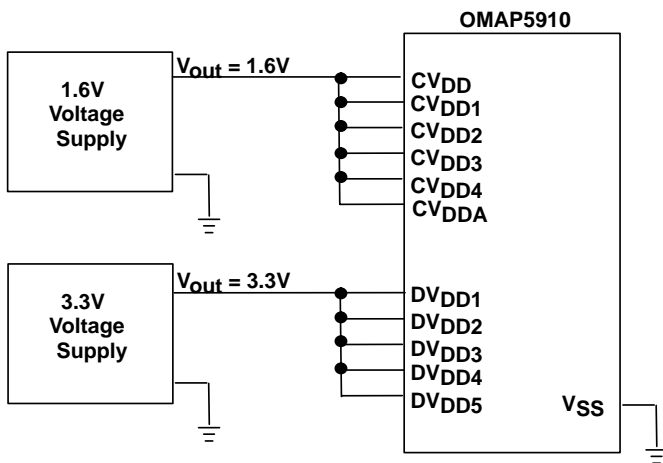 OMAP5910
Vout = 1.6V
1.6V
Voltage
Supply
CVDD
CVDD1
CVDD2
CVDD3
CVDD4
CVDDA
Vout = 3.3V
3.3V
Voltage
Supply
DVDD1
DVDD2
DVDD3
DVDD4
DVDD5
VSS